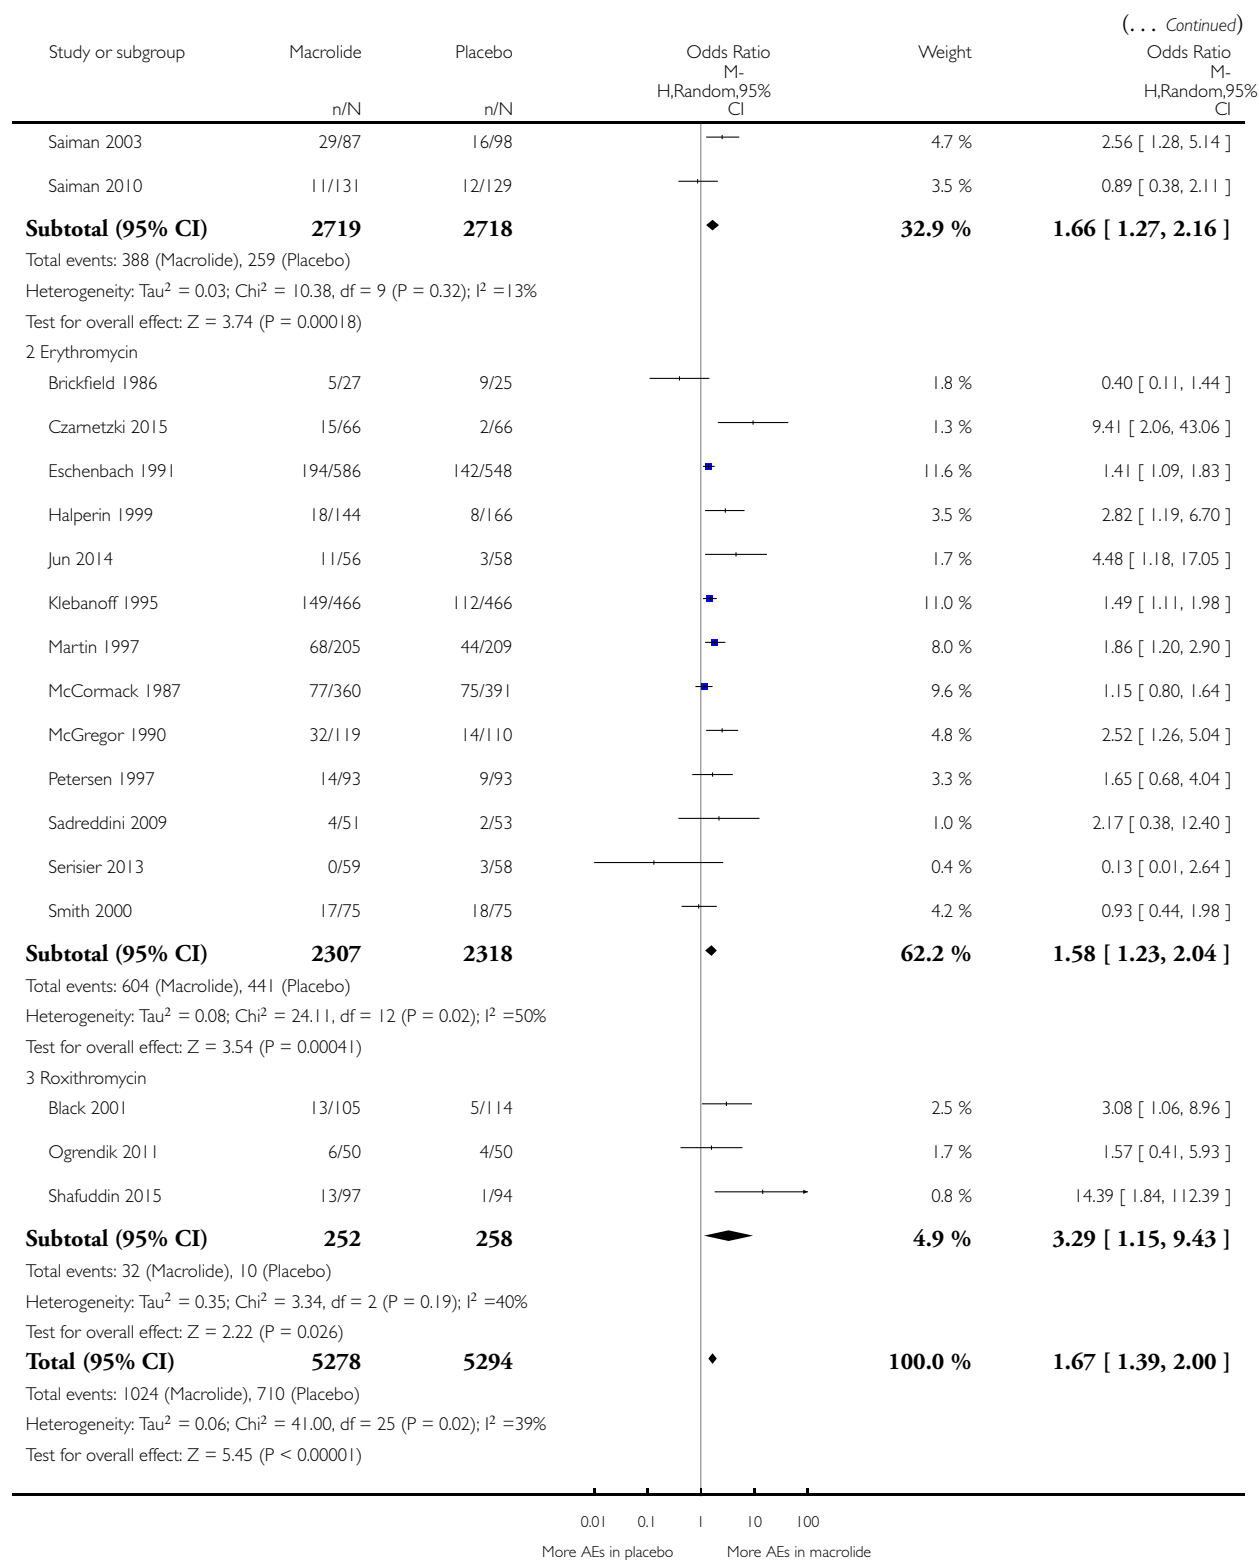 (... Continued)
Study or subgroup Macrolide Placebo Odds Ratio Weight Odds Ratio
M- M-
H,Random,95% H,Random,95%
n/N n/N CI CI
Saiman 2003 29/87 16/98 4.7 % 2.56 [ 1.28, 5.14 ]
Saiman 2010 11/131 12/129 3.5 % 0.89 [ 0.38, 2.11 ]
Subtotal (95% CI) 2719 2718 32.9 % 1.66 [ 1.27, 2.16 ]
Total events: 388 (Macrolide), 259 (Placebo)
Heterogeneity: Tau² = 0.03; Chi² = 10.38, df = 9 (P = 0.32); I² =13%
Test for overall effect: Z = 3.74 (P = 0.00018)
2 Erythromycin
Brickfield 1986 5/27 9/25 1.8 % 0.40 [ 0.11, 1.44 ]
Czarnetzki 2015 15/66 2/66 1.3 % 9.41 [ 2.06, 43.06 ]
Eschenbach 1991 194/586 142/548 11.6 % 1.41 [ 1.09, 1.83 ]
Halperin 1999 18/144 8/166 3.5 % 2.82 [ 1.19, 6.70 ]
Jun 2014 11/56 3/58 1.7 % 4.48 [ 1.18, 17.05 ]
Klebanoff 1995 149/466 112/466 11.0 % 1.49 [ 1.11, 1.98 ]
Martin 1997 68/205 44/209 8.0 % 1.86 [ 1.20, 2.90 ]
McCormack 1987 77/360 75/391 9.6 % 1.15 [ 0.80, 1.64 ]
McGregor 1990 32/119 14/110 4.8 % 2.52 [ 1.26, 5.04 ]
Petersen 1997 14/93 9/93 3.3 % 1.65 [ 0.68, 4.04 ]
Sadreddini 2009 4/51 2/53 1.0 % 2.17 [ 0.38, 12.40 ]
Serisier 2013 0/59 3/58 0.4 % 0.13 [ 0.01, 2.64 ]
Smith 2000 17/75 18/75 4.2 % 0.93 [ 0.44, 1.98 ]
Subtotal (95% CI) 2307 2318 62.2 % 1.58 [ 1.23, 2.04 ]
Total events: 604 (Macrolide), 441 (Placebo)
Heterogeneity: Tau² = 0.08; Chi² = 24.11, df = 12 (P = 0.02); I² =50%
Test for overall effect: Z = 3.54 (P = 0.00041)
3 Roxithromycin
Black 2001 13/105 5/114 2.5 % 3.08 [ 1.06, 8.96 ]
Ogrendik 2011 6/50 4/50 1.7 % 1.57 [ 0.41, 5.93 ]
Shafuddin 2015 13/97 1/94 0.8 % 14.39 [ 1.84, 112.39 ]
Subtotal (95% CI) 252 258 4.9 % 3.29 [ 1.15, 9.43 ]
Total events: 32 (Macrolide), 10 (Placebo)
Heterogeneity: Tau² = 0.35; Chi² = 3.34, df = 2 (P = 0.19); I² =40%
Test for overall effect: Z = 2.22 (P = 0.026)
Total (95% CI) 5278 5294 100.0 % 1.67 [ 1.39, 2.00 ]
Total events: 1024 (Macrolide), 710 (Placebo)
Heterogeneity: Tau² = 0.06; Chi² = 41.00, df = 25 (P = 0.02); I² =39%
Test for overall effect: Z = 5.45 (P < 0.00001)
0.01 0.1 1 10 100
More AEs in placebo More AEs in macrolide